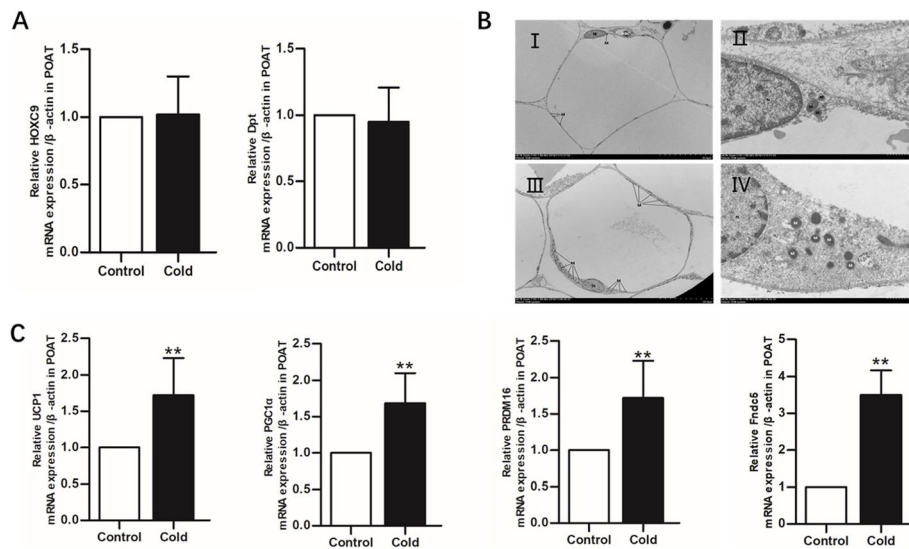 A
Relative HOXC9
mRNA expression /β -actin in POAT
1.5
1.0
0.5
0.0
Control
Cold
Relative Dpt
mRNA expression /β -actin in POAT
1.5
1.0
0.5
0.0
Control
Cold
B
I
II
III
IV
C
Relative UCP1
mRNA expression /β -actin in POAT
2.5
2.0
1.5
1.0
0.5
0.0
**
Control
Cold
Relative PGC1α
mRNA expression /β -actin in POAT
2.5
2.0
1.5
1.0
0.5
0.0
**
Control
Cold
Relative PRDM16
mRNA expression /β -actin in POAT
2.5
2.0
1.5
1.0
0.5
0.0
**
Control
Cold
Relative Fndc5
mRNA expression /β -actin in POAT
5
4
3
2
1
0
**
Control
Cold